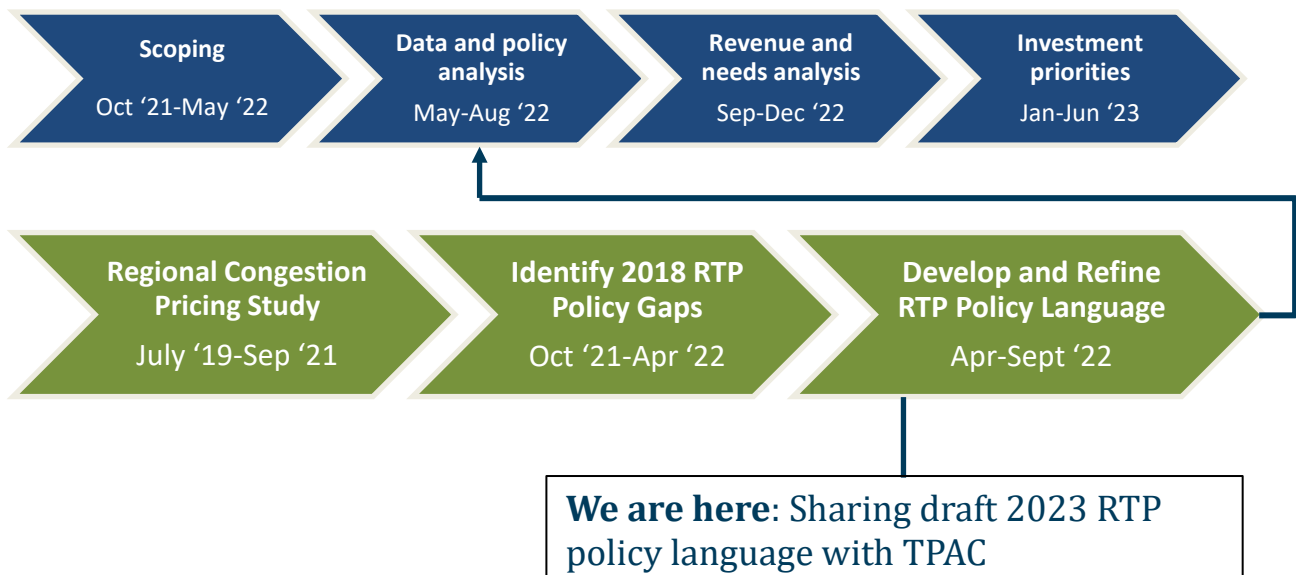 Scoping
Oct ‘21-May ‘22
Data and policy
analysis
May-Aug ‘22
Revenue and
needs analysis
Sep-Dec ‘22
Investment
priorities
Jan-Jun ‘23
Regional Congestion
Pricing Study
July ‘19-Sep ‘21
Identify 2018 RTP
Policy Gaps
Oct ‘21-Apr ‘22
Develop and Refine
RTP Policy Language
Apr-Sept ‘22
We are here: Sharing draft 2023 RTP
policy language with TPAC